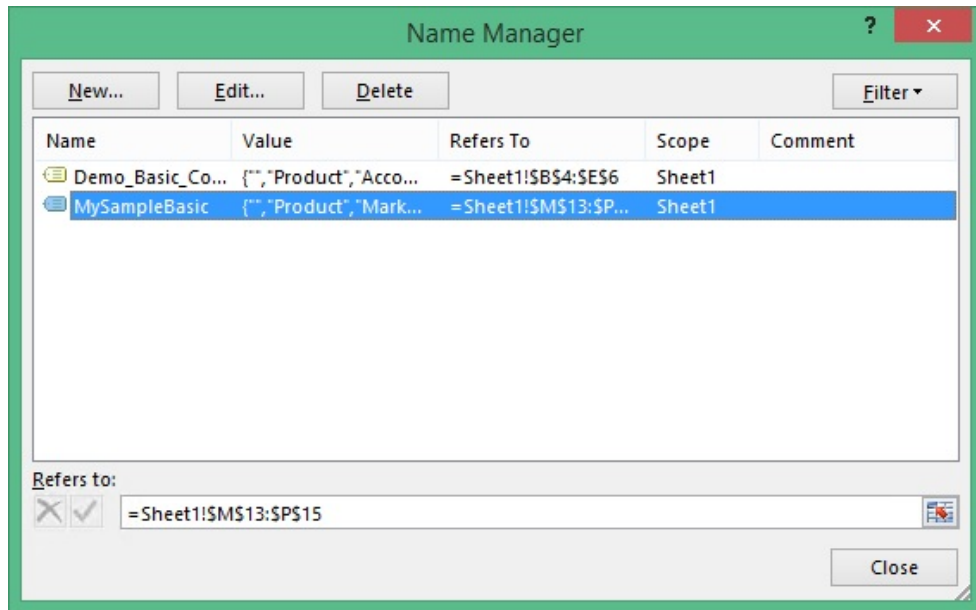 Name Manager
?
New... Edit... Delete Filter
Name Value Refers To Scope Comment
Demo_Basic_Co... {"","Product","Acco... =Sheet1!$B$4:$E$6 Sheet1
MySampleBasic {"","Product","Mark... =Sheet1!$M$13:$P... Sheet1
Refers to:
=Sheet1!$M$13:$P$15
Close